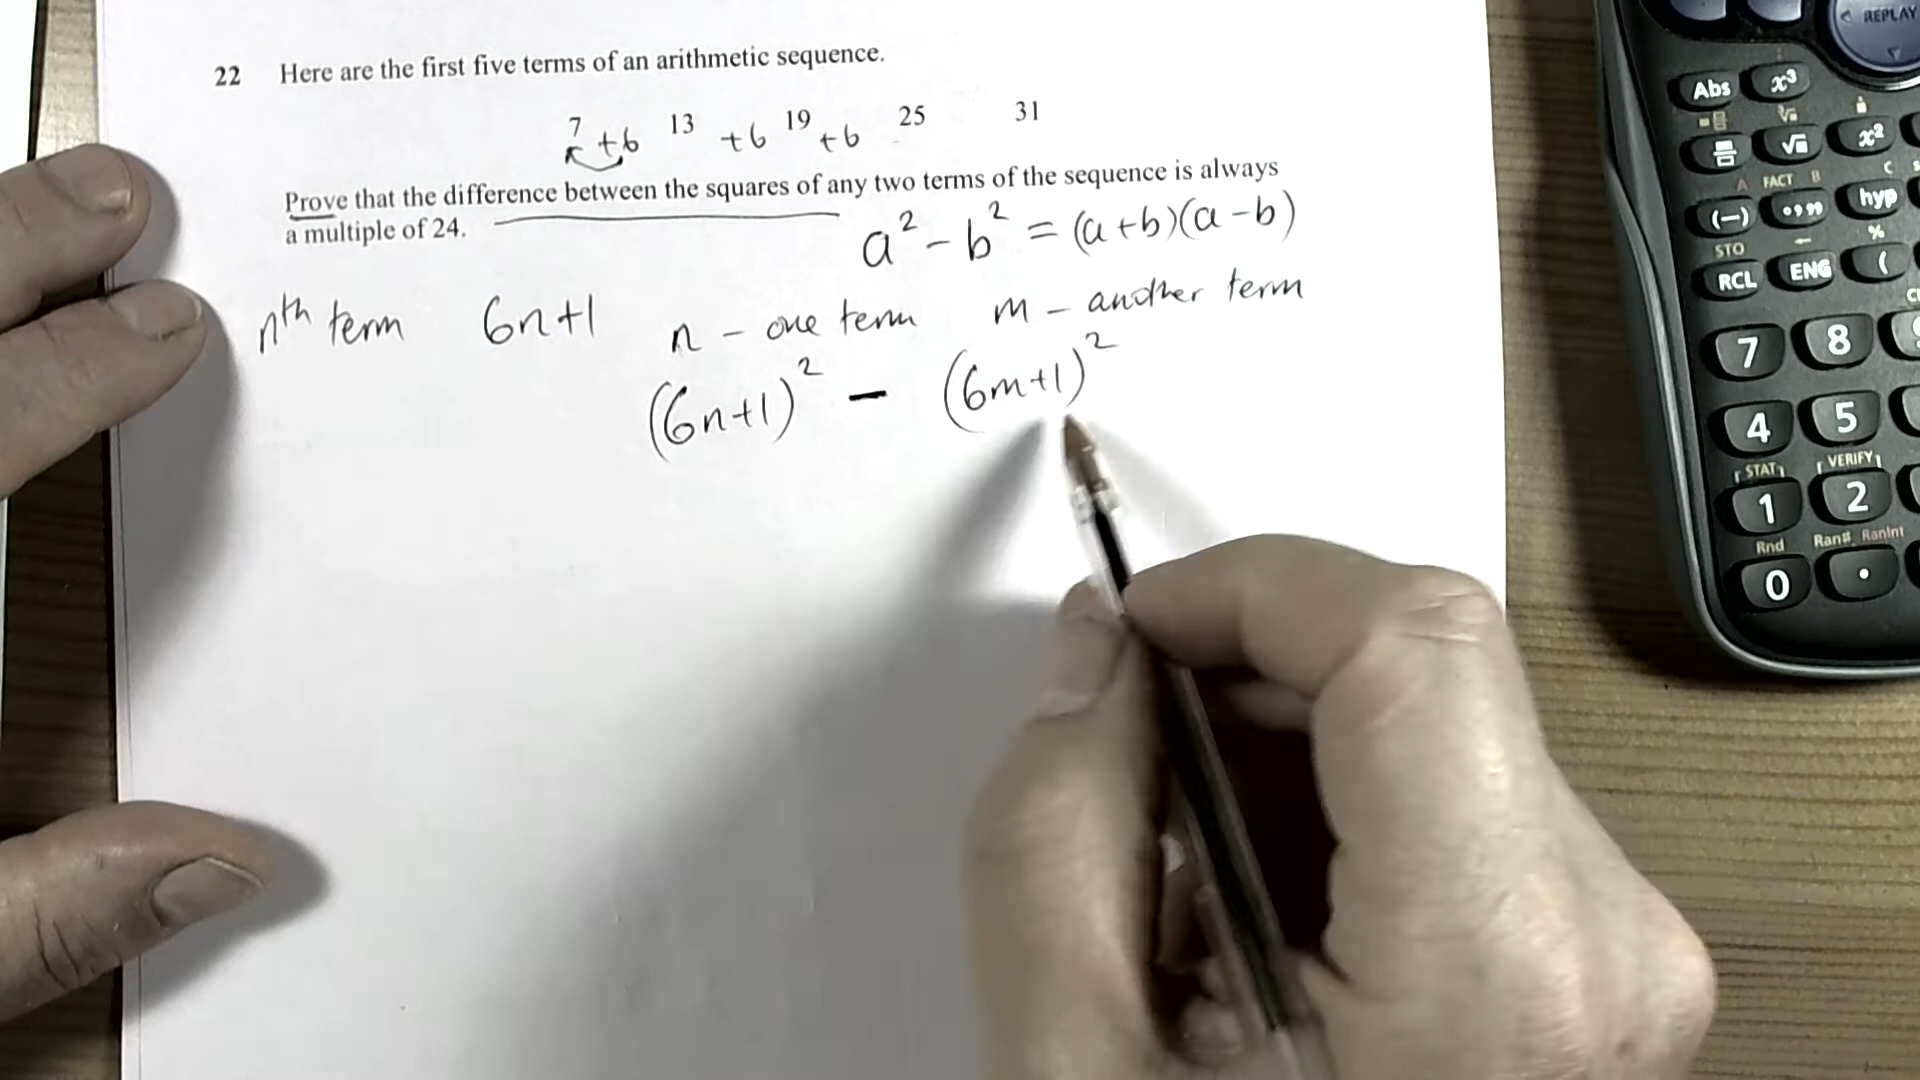 22 Here are the first five terms of an arithmetic sequence.
7 +6 13 +6 19 +6 25 31
Prove that the difference between the squares of any two terms of the sequence is always
a multiple of 24.
a² - b² = (a+b)(a-b)
nth term 6n+1 n - one term m - another term
(6n+1)² - (6m+1)²
REPLAY
Abs x³
√■ x²
A FACT B C
(−) °’” hyp
STO ← %
RCL ENG (
7 8 9
4 5
STAT VERIFY
1 2
Rnd Ran# RanInt
0 ·